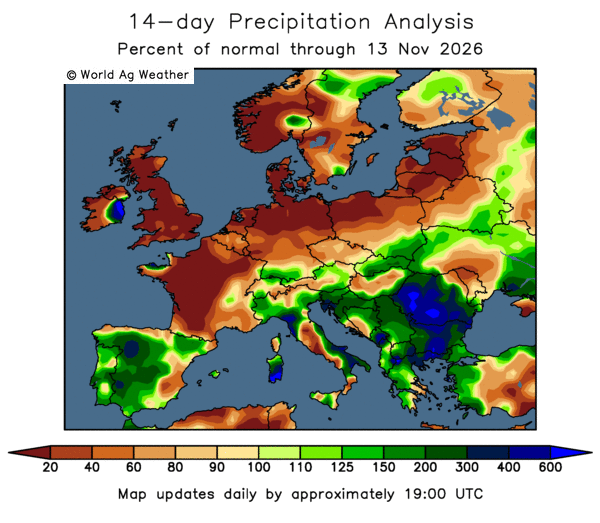 14-day Precipitation Analysis
Percent of normal through 13 Nov 2026
© World Ag Weather
20 40 60 80 90 100 110 125 150 200 300 400 600
Map updates daily by approximately 19:00 UTC